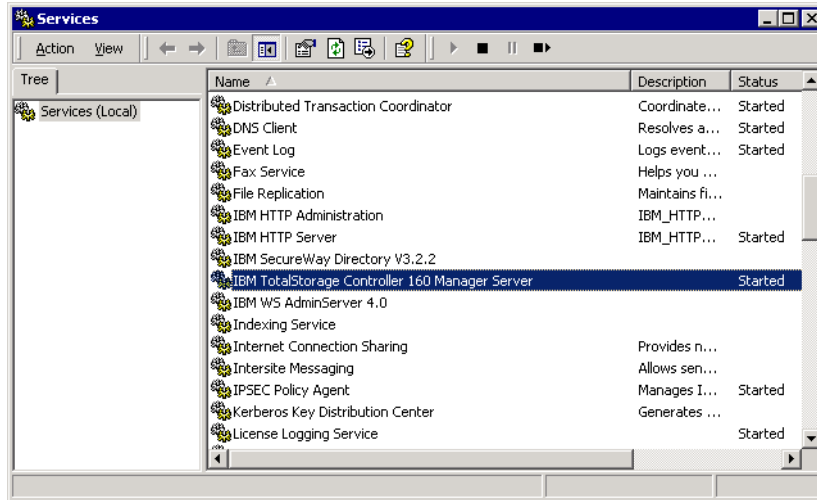 Services
Action View
Tree
Services (Local)
Name Description Status
Distributed Transaction Coordinator Coordinate... Started
DNS Client Resolves a... Started
Event Log Logs event... Started
Fax Service Helps you ...
File Replication Maintains fi...
IBM HTTP Administration IBM_HTTP...
IBM HTTP Server IBM_HTTP... Started
IBM SecureWay Directory V3.2.2
IBM TotalStorage Controller 160 Manager Server Started
IBM WS AdminServer 4.0
Indexing Service
Internet Connection Sharing Provides n...
Intersite Messaging Allows sen...
IPSEC Policy Agent Manages I... Started
Kerberos Key Distribution Center Generates ...
License Logging Service Started